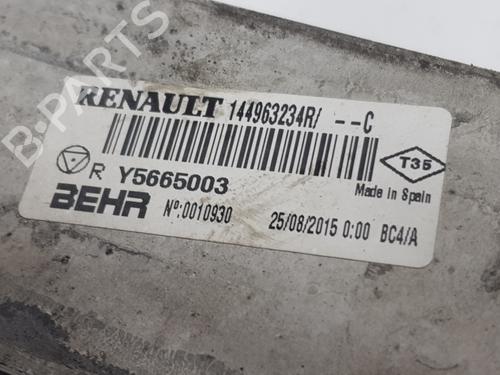 RENAULT 144963234R/ --C
T35
R Y5665003
Made in Spain
BEHR Nº:0010930 25/08/2015 0:00 BC4/A
B-PARTS